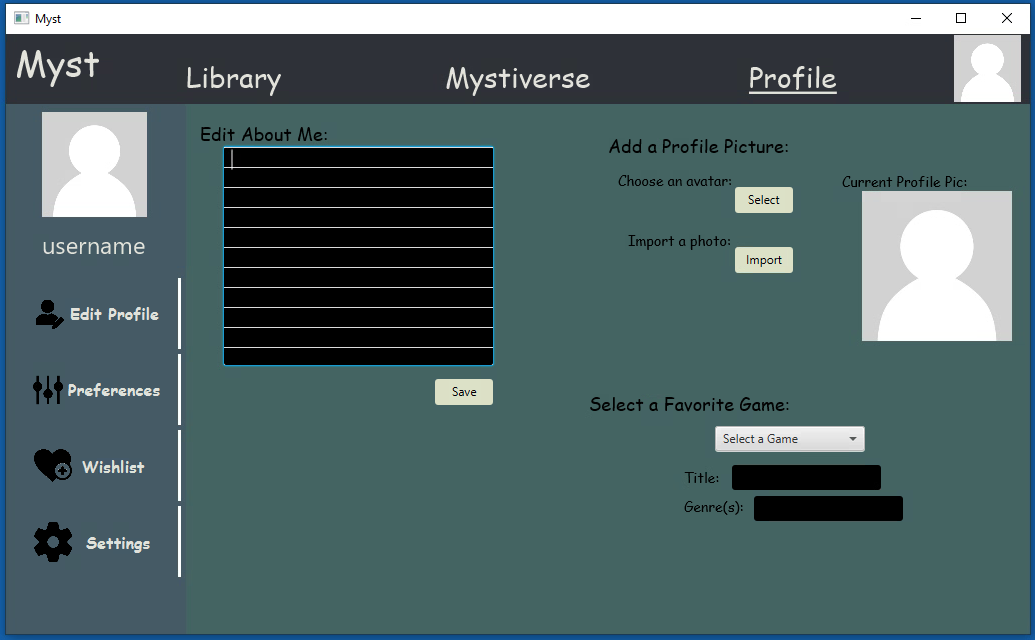 Myst
Myst
Library
Mystiverse
Profile
username
Edit Profile
Preferences
Wishlist
Settings
Edit About Me:
Save
Add a Profile Picture:
Choose an avatar:
Select
Import a photo:
Import
Current Profile Pic:
Select a Favorite Game:
Select a Game
Title:
Genre(s):